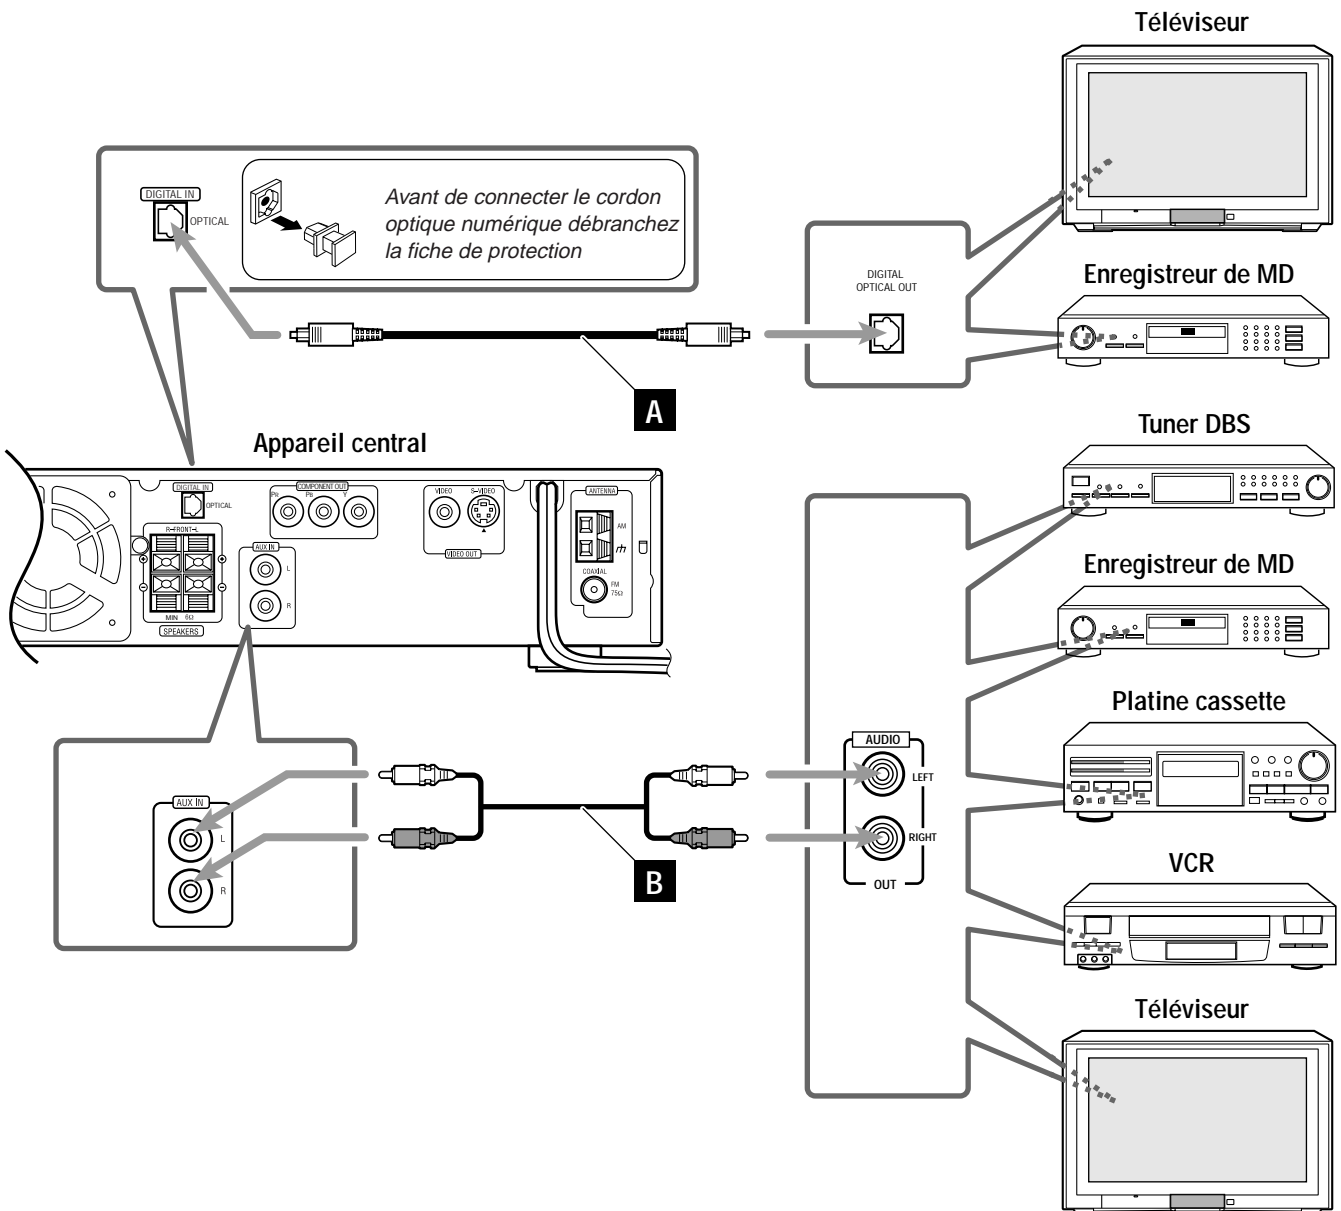 Téléviseur
DIGITAL IN
OPTICAL
Avant de connecter le cordon
optique numérique débranchez
la fiche de protection
DIGITAL
OPTICAL OUT
Enregistreur de MD
A
Appareil central
Tuner DBS
DIGITAL IN
OPTICAL
COMPONENT OUT
PR PB Y
VIDEO S-VIDEO
VIDEO OUT
ANTENNA
AM
COAXIAL
FM
75Ω
R-FRONT-L
AUX IN
L
R
MIN 6Ω
SPEAKERS
Enregistreur de MD
Platine cassette
AUDIO
LEFT
RIGHT
OUT
AUX IN
L
R
B
VCR
Téléviseur